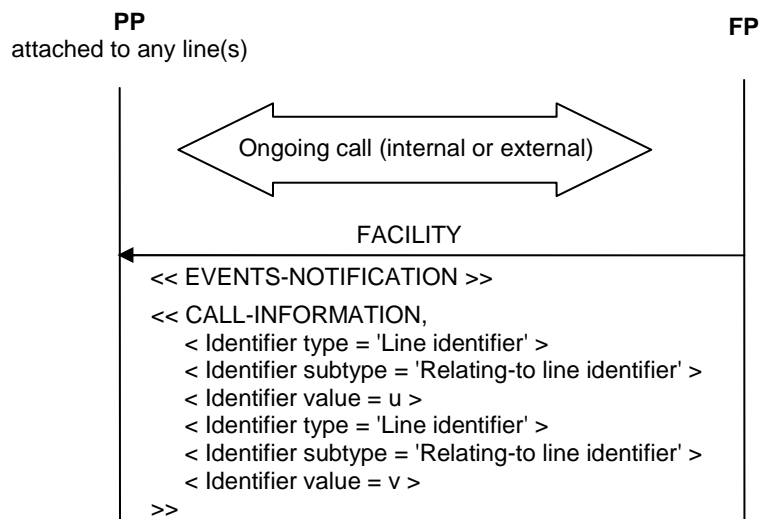 PP
attached to any line(s)
FP
Ongoing call (internal or external)
FACILITY
<< EVENTS-NOTIFICATION >>
<< CALL-INFORMATION,
< Identifier type = 'Line identifier' >
< Identifier subtype = 'Relating-to line identifier' >
< Identifier value = u >
< Identifier type = 'Line identifier' >
< Identifier subtype = 'Relating-to line identifier' >
< Identifier value = v >
>>